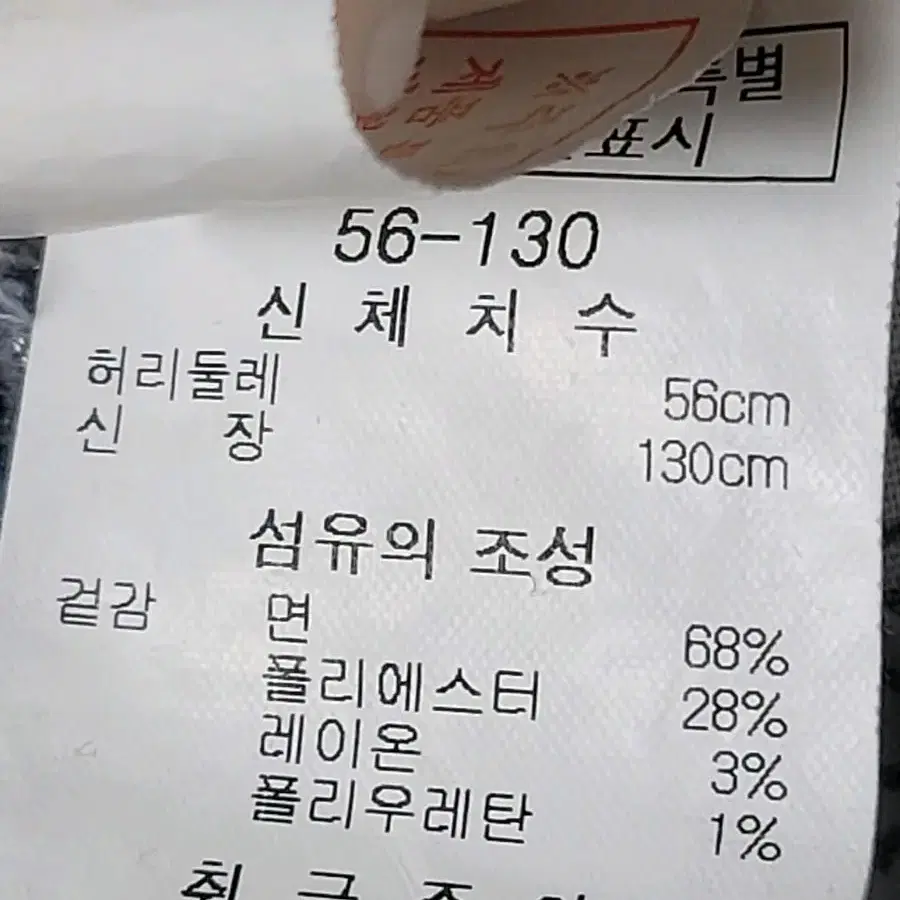 특별
표시
56-130
신 체 치 수
허리둘레 56cm
신 장 130cm
섬유의 조성
겉감 면 68%
폴리에스터 28%
레이온 3%
폴리우레탄 1%